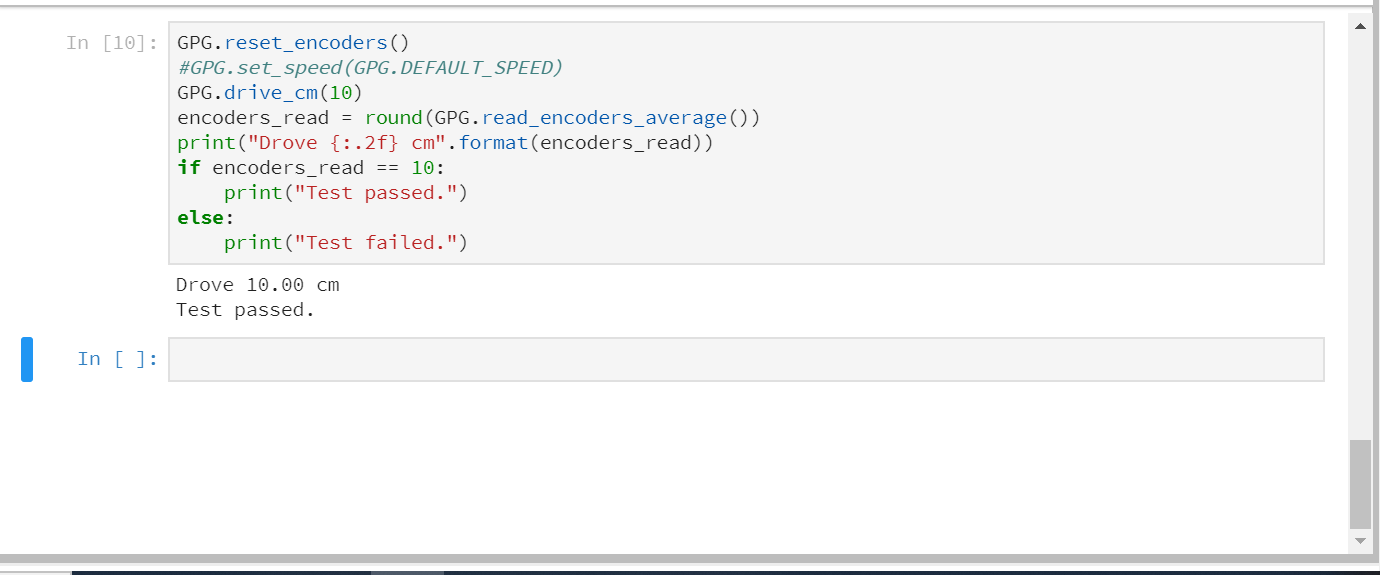 In [10]:
GPG.reset_encoders()
#GPG.set_speed(GPG.DEFAULT_SPEED)
GPG.drive_cm(10)
encoders_read = round(GPG.read_encoders_average())
print("Drove {:.2f} cm".format(encoders_read))
if encoders_read == 10:
    print("Test passed.")
else:
    print("Test failed.")
Drove 10.00 cm
Test passed.
In [ ]: